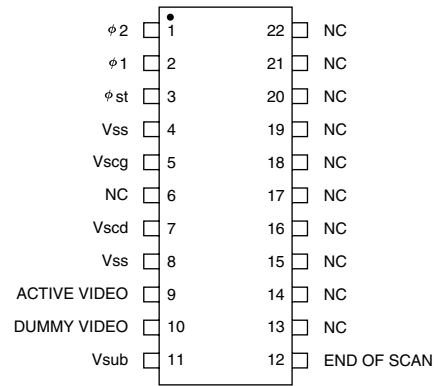 φ2 1 22 NC
φ1 2 21 NC
φst 3 20 NC
Vss 4 19 NC
Vscg 5 18 NC
NC 6 17 NC
Vscd 7 16 NC
Vss 8 15 NC
ACTIVE VIDEO 9 14 NC
DUMMY VIDEO 10 13 NC
Vsub 11 12 END OF SCAN